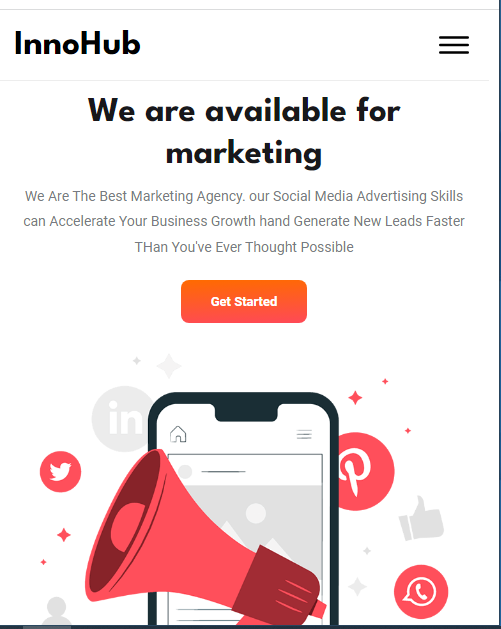 InnoHub
We are available for
marketing
We Are The Best Marketing Agency. our Social Media Advertising Skills
can Accelerate Your Business Growth hand Generate New Leads Faster
THan You've Ever Thought Possible
Get Started
in